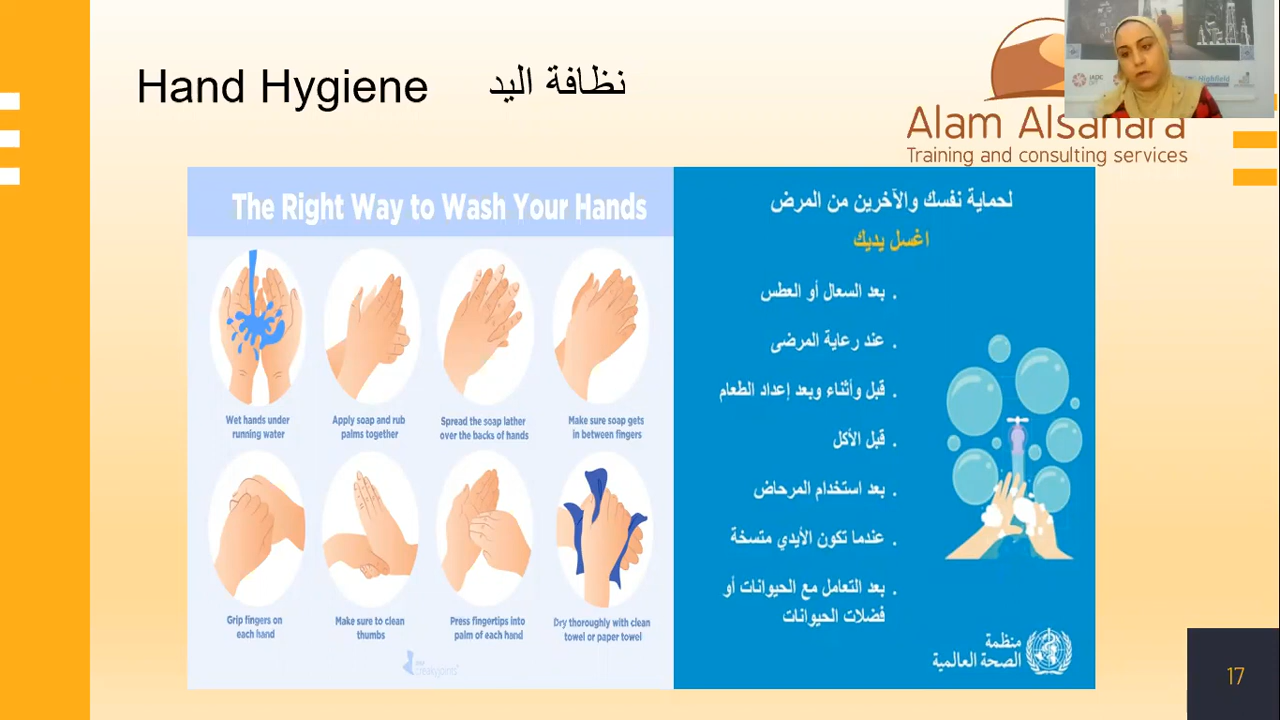 Hand Hygiene نظافة اليد
Alam Alsahara
Training and consulting services
Highfield
The Right Way to Wash Your Hands
Wet hands under
running water
Apply soap and rub
palms together
Spread the soap lather
over the backs of hands
Make sure soap gets
in between fingers
Grip fingers on
each hand
Make sure to clean
thumbs
Press fingertips into
palm of each hand
Dry thoroughly with clean
towel or paper towel
لحماية نفسك والآخرين من المرض
اغسل يديك
. بعد السعال أو العطس
. عند رعاية المرضى
. قبل وأثناء وبعد إعداد الطعام
. قبل الأكل
. بعد استخدام المرحاض
. عندما تكون الأيدي متسخة
. بعد التعامل مع الحيوانات أو
فضلات الحيوانات
منظمة
الصحة العالمية
17